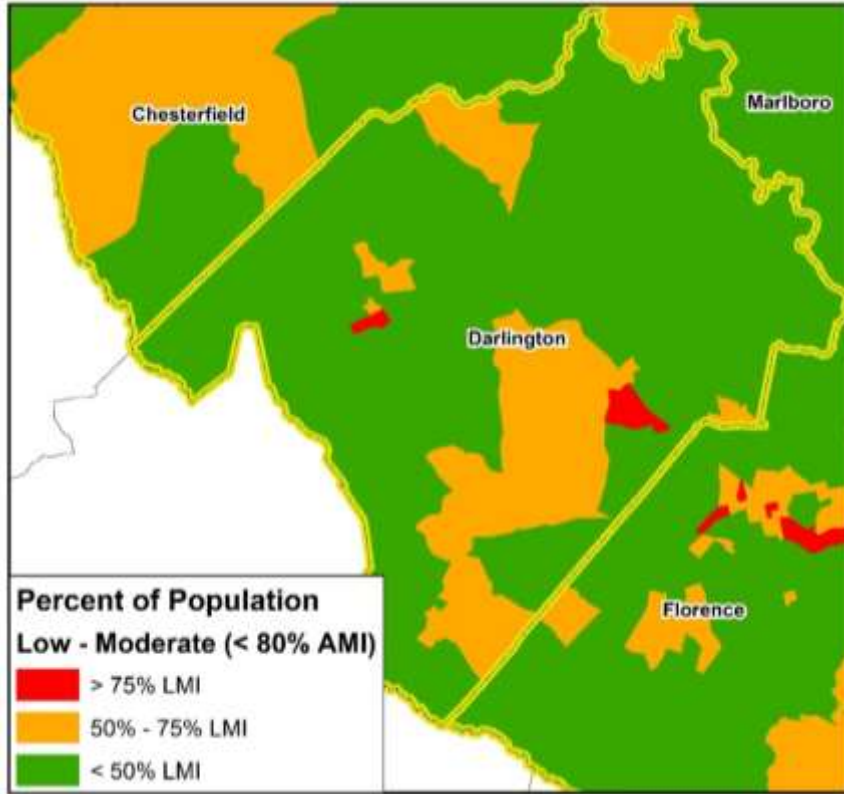 Chesterfield
Marlboro
Darlington
Florence
Percent of Population
Low - Moderate (< 80% AMI)
> 75% LMI
50% - 75% LMI
< 50% LMI